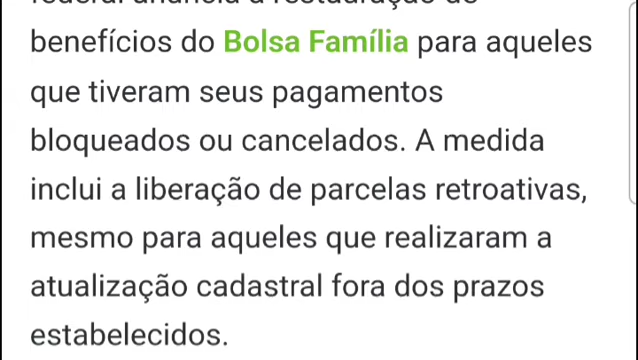 benefícios do Bolsa Família para aqueles
que tiveram seus pagamentos
bloqueados ou cancelados. A medida
inclui a liberação de parcelas retroativas,
mesmo para aqueles que realizaram a
atualização cadastral fora dos prazos
estabelecidos.